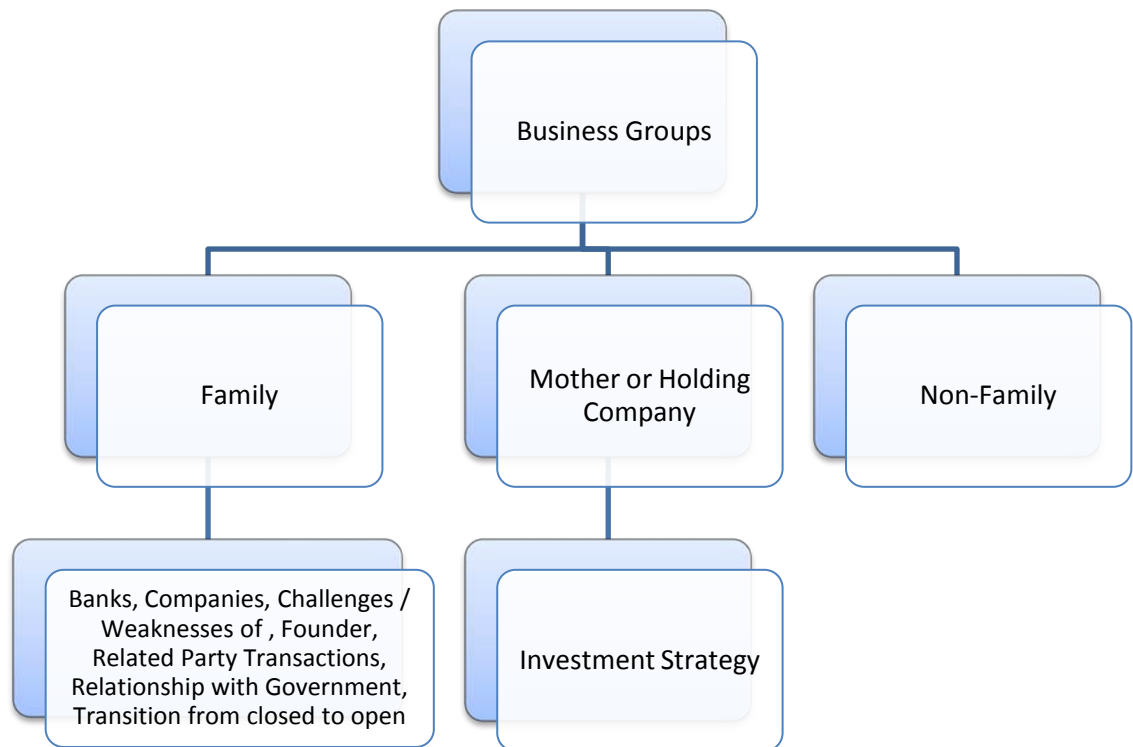 Business Groups
Family
Mother or Holding
Company
Non-Family
Banks, Companies, Challenges /
Weaknesses of , Founder,
Related Party Transactions,
Relationship with Government,
Transition from closed to open
Investment Strategy